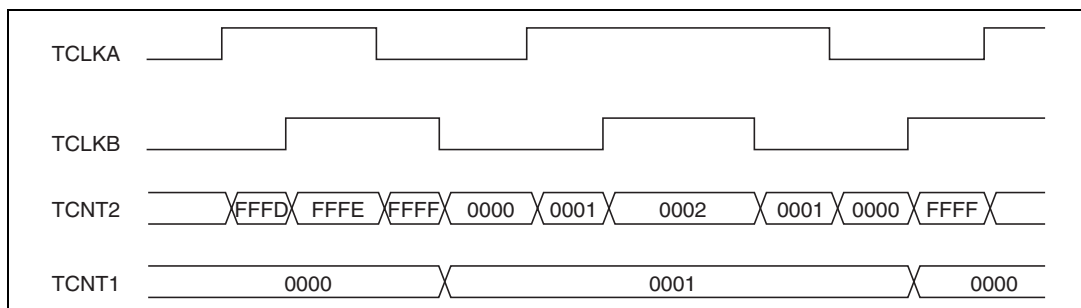 TCLKA
TCLKB
TCNT2 FFFD FFFE FFFF 0000 0001 0002 0001 0000 FFFF
TCNT1 0000 0001 0000